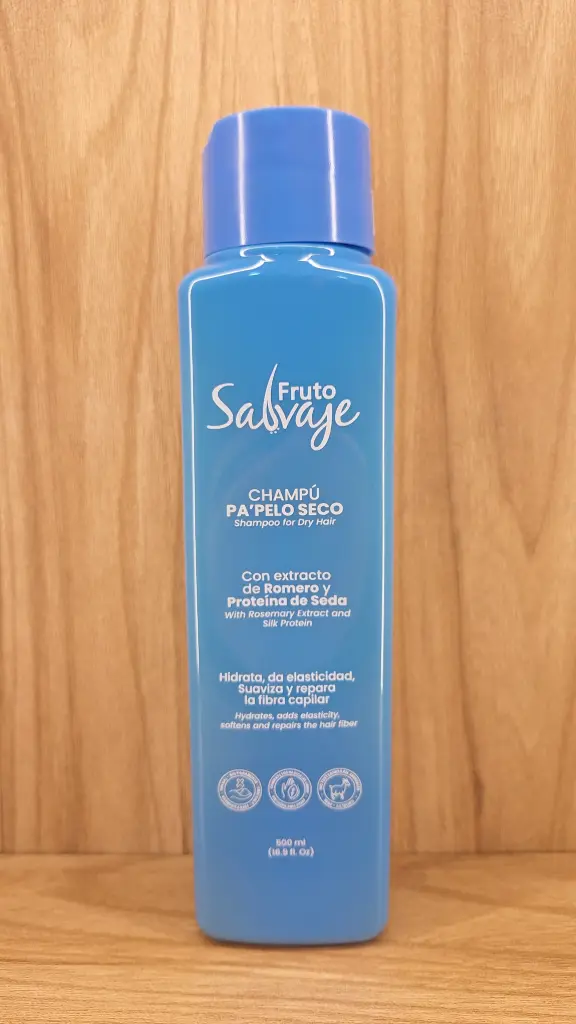 Fruto
Salvaje
CHAMPÚ
PA'PELO SECO
Shampoo for Dry Hair
Con extracto
de Romero y
Proteína de Seda
With Rosemary Extract and
Silk Protein
Hidrata, da elasticidad,
Suaviza y repara
la fibra capilar
Hydrates, adds elasticity,
softens and repairs the hair fiber
500 ml
(16.9 fl. Oz)